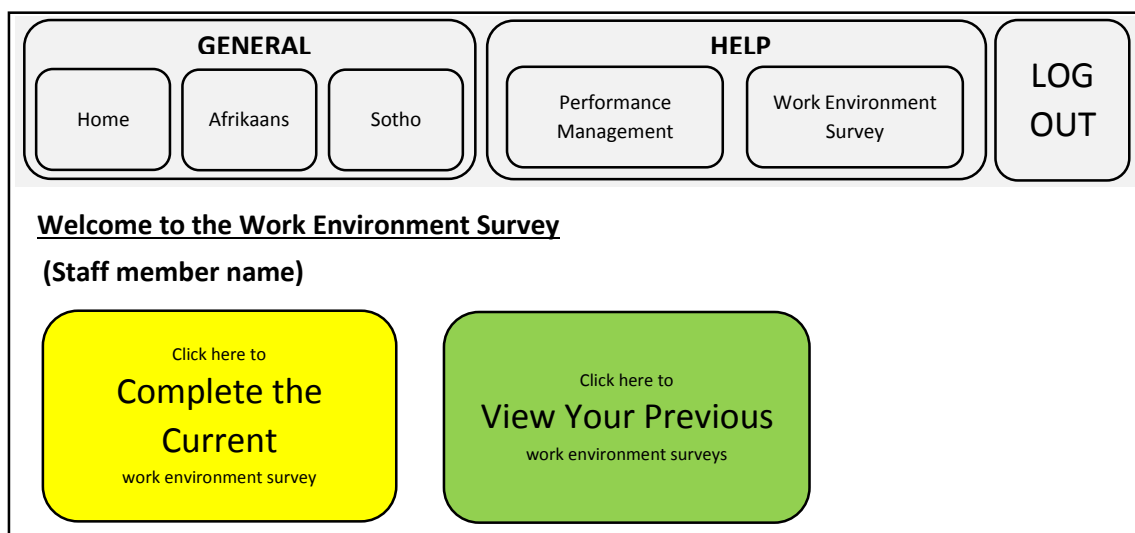 GENERAL
Home
Afrikaans
Sotho
HELP
Performance
Management
Work Environment
Survey
LOG
OUT
Welcome to the Work Environment Survey
(Staff member name)
Click here to
Complete the
Current
work environment survey
Click here to
View Your Previous
work environment surveys